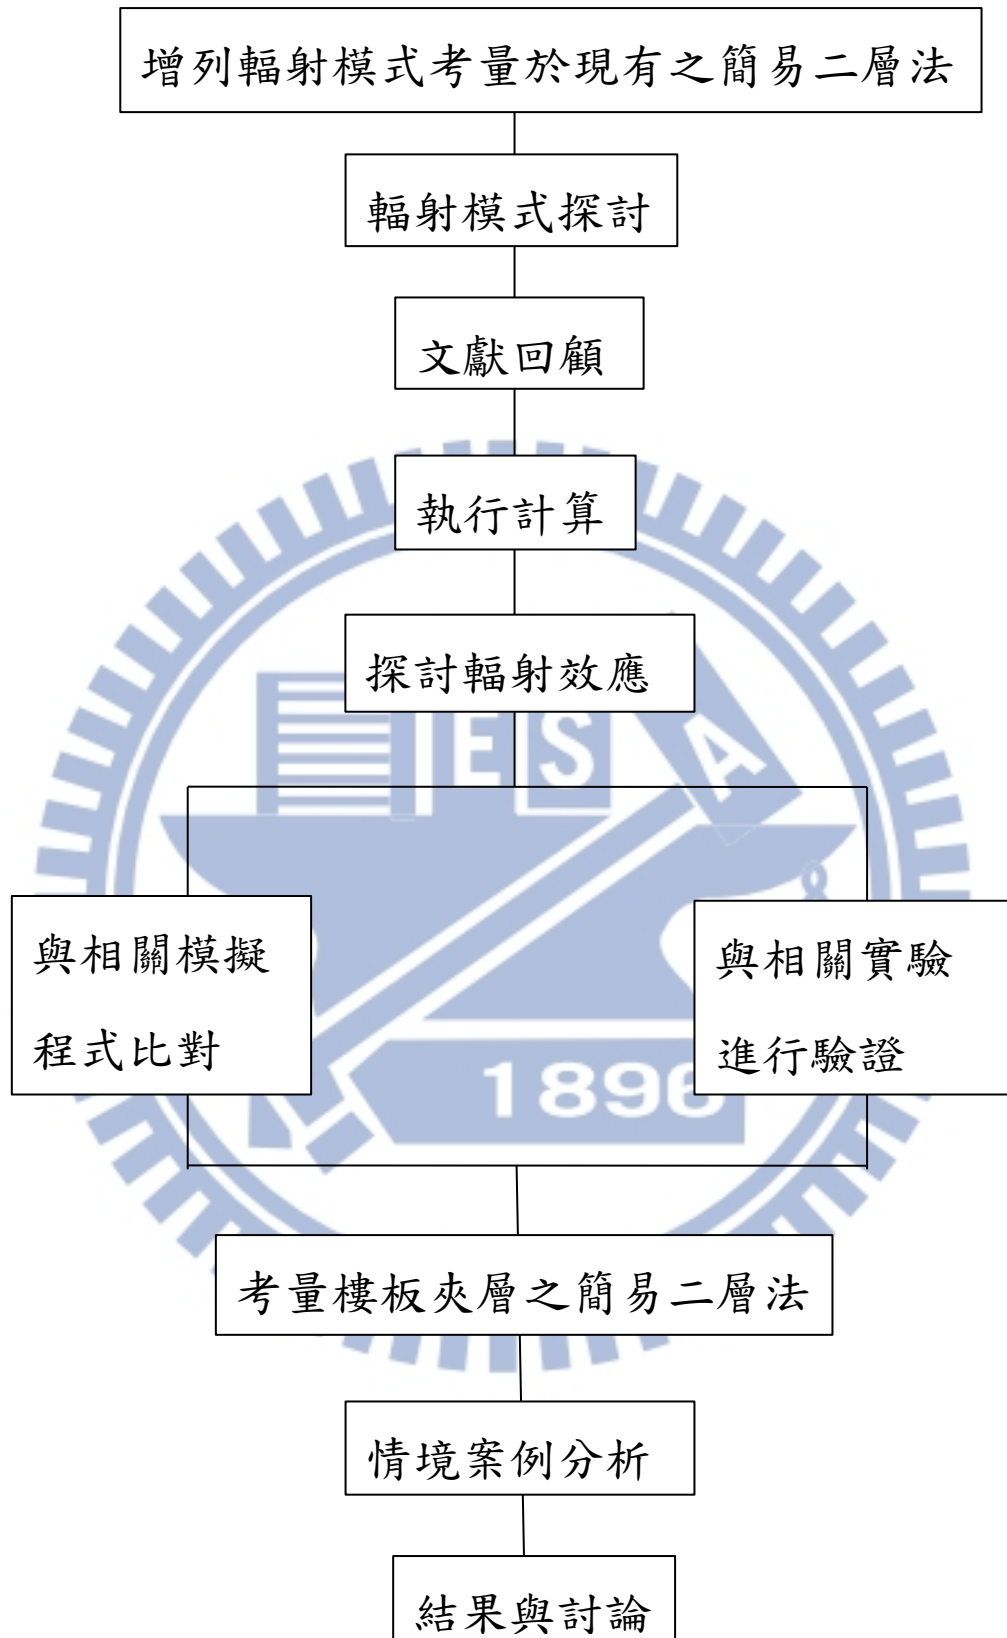 增列輻射模式考量於現有之簡易二層法
輻射模式探討
文獻回顧
執行計算
探討輻射效應
ES
A
與相關模擬
程式比對
與相關實驗
進行驗證
&
1896
考量樓板夾層之簡易二層法
情境案例分析
結果與討論